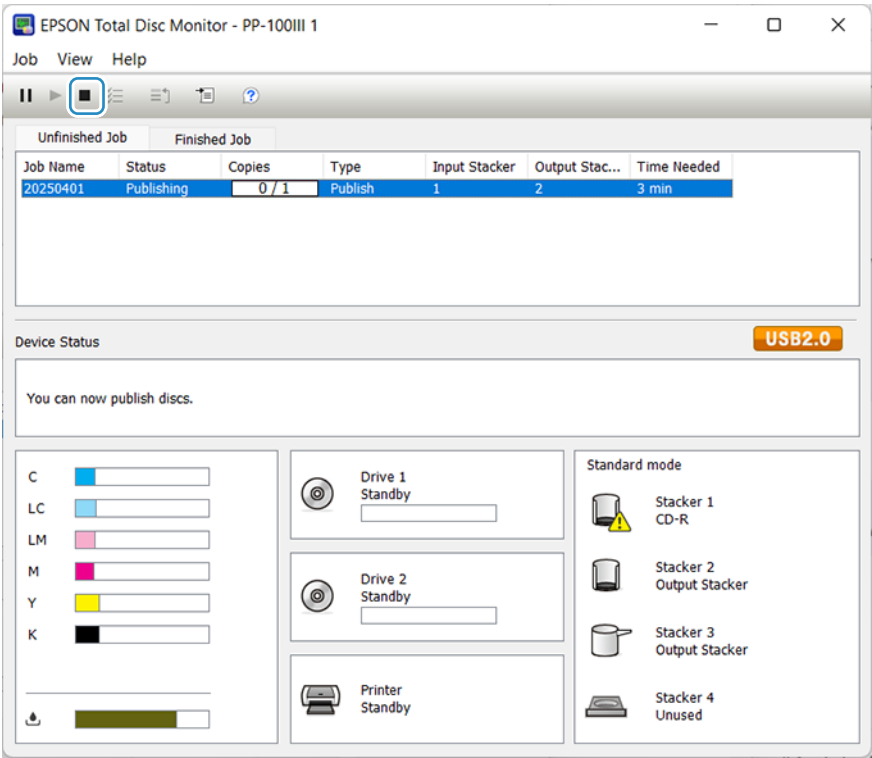 EPSON Total Disc Monitor - PP-100III 1
Job View Help
Unfinished Job Finished Job
Job Name Status Copies Type Input Stacker Output Stac... Time Needed
20250401 Publishing 0 / 1 Publish 1 2 3 min
Device Status
USB2.0
You can now publish discs.
C
LC
LM
M
Y
K
Drive 1
Standby
Drive 2
Standby
Printer
Standby
Standard mode
Stacker 1
CD-R
Stacker 2
Output Stacker
Stacker 3
Output Stacker
Stacker 4
Unused